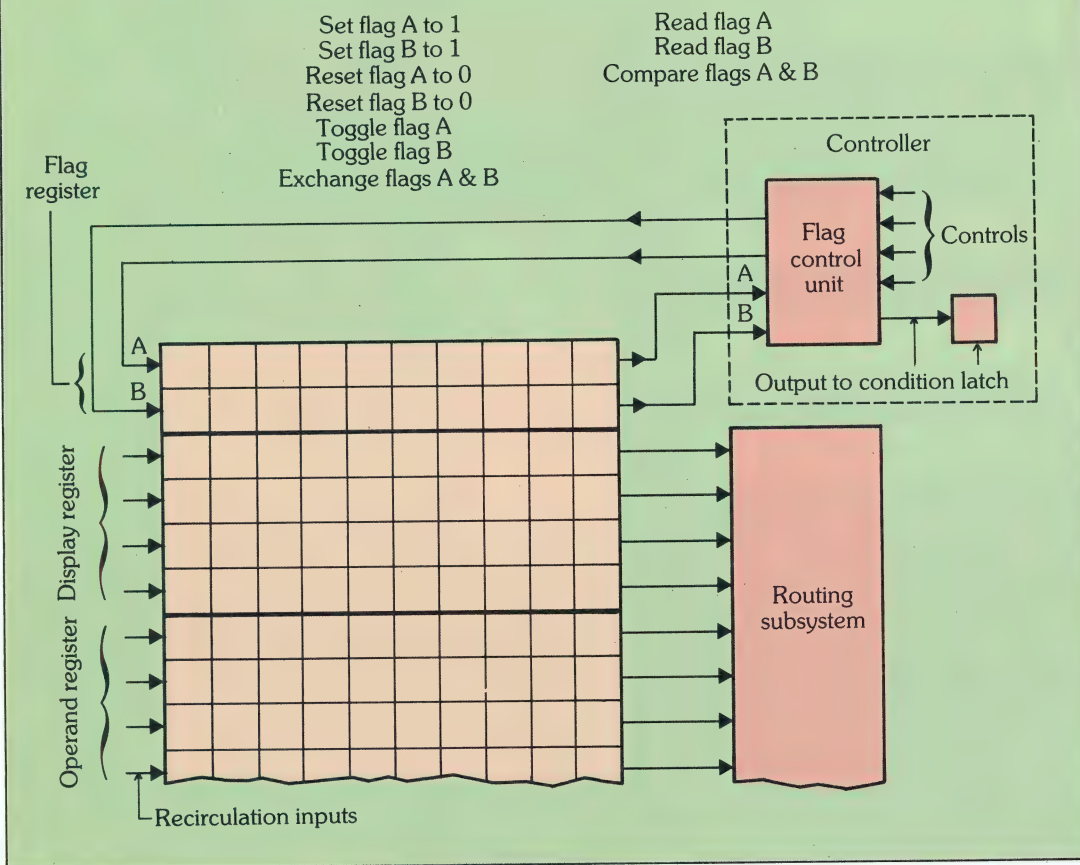 Set flag A to 1
Set flag B to 1
Reset flag A to 0
Reset flag B to 0
Toggle flag A
Toggle flag B
Exchange flags A & B
Read flag A
Read flag B
Compare flags A & B
Controller
Flag
register
Flag
control
unit
Controls
A
B
Output to condition latch
A
B
Display register
Operand register
Routing
subsystem
Recirculation inputs